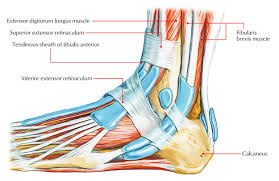 Extensor digitorum longus muscle
Superior extensor retinaculum
Tendinous sheath of tibialis anterior
Inferior extensor retinaculum
Fibularis
brevis muscle
Calcaneus